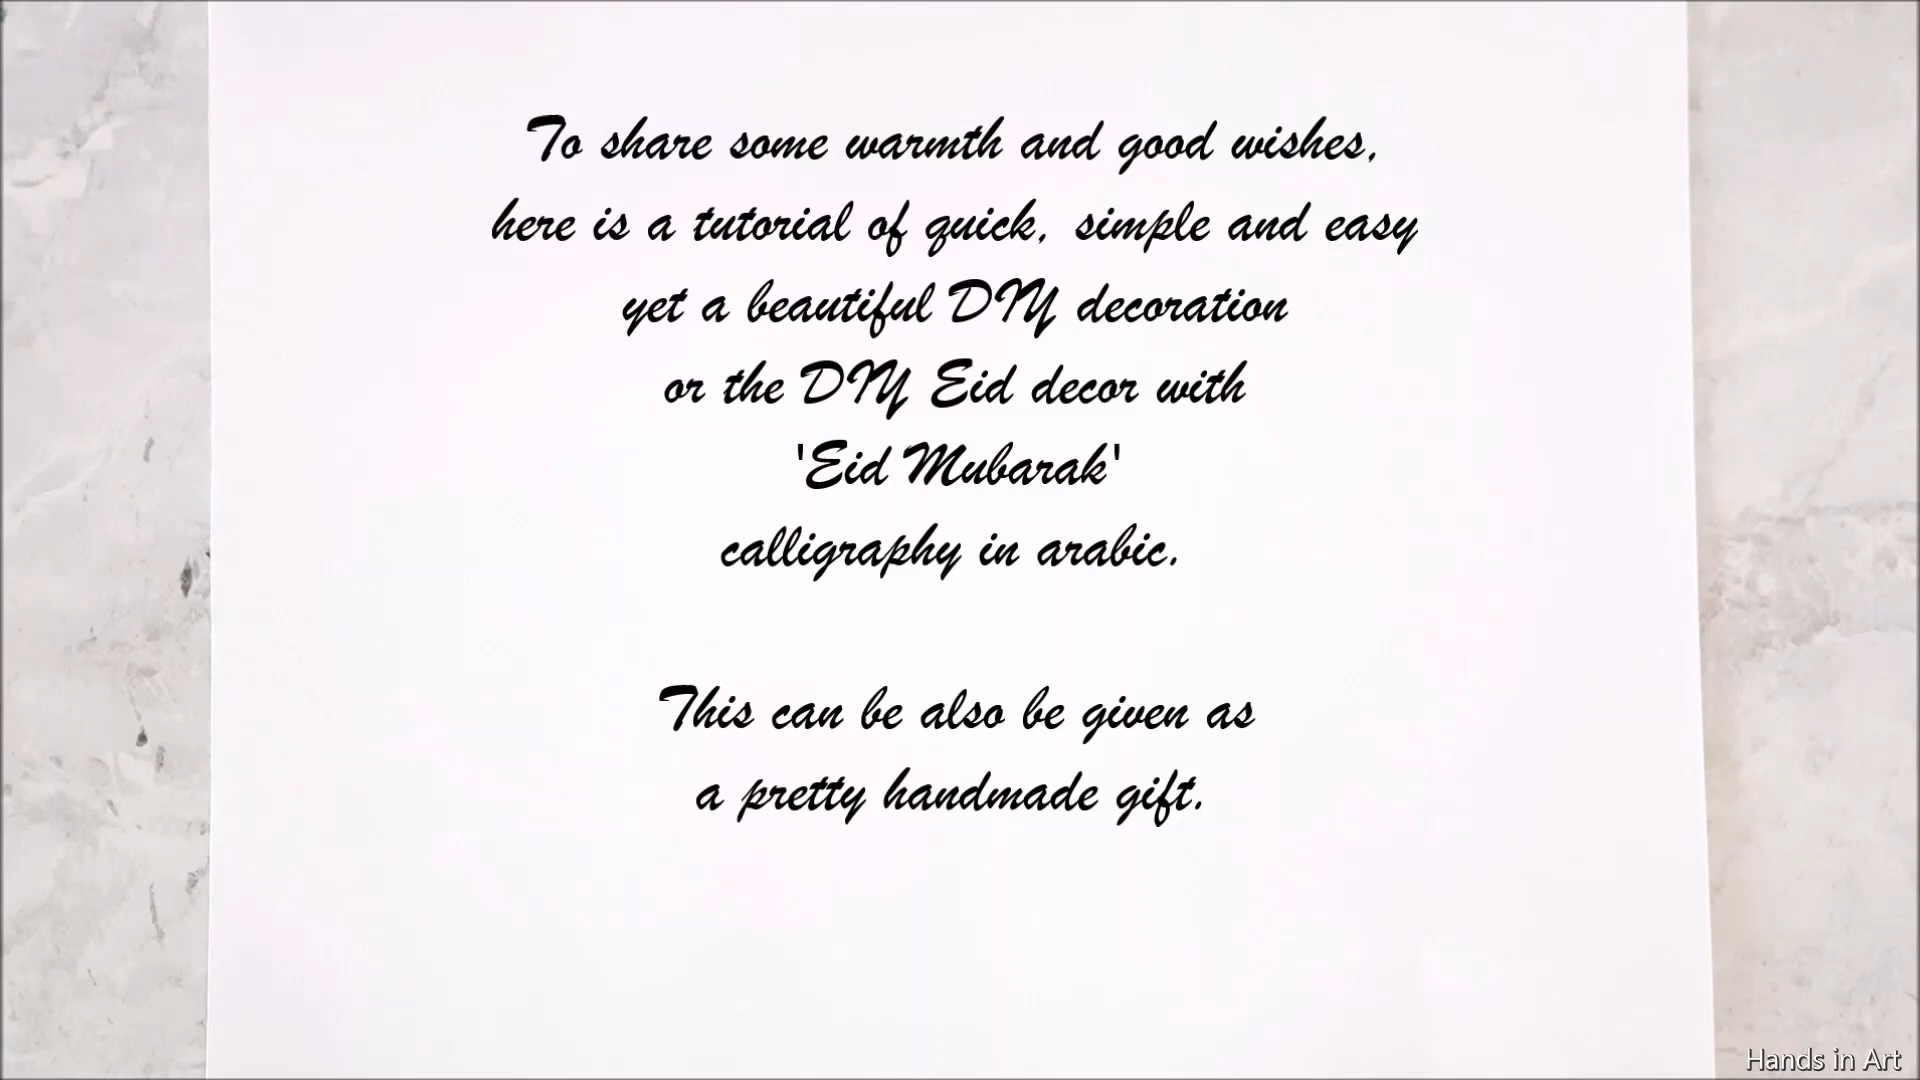 To share some warmth and good wishes,
here is a tutorial of quick, simple and easy
yet a beautiful DIY decoration
or the DIY Eid decor with
'Eid Mubarak'
calligraphy in arabic.
This can be also be given as
a pretty handmade gift.
Hands in Art